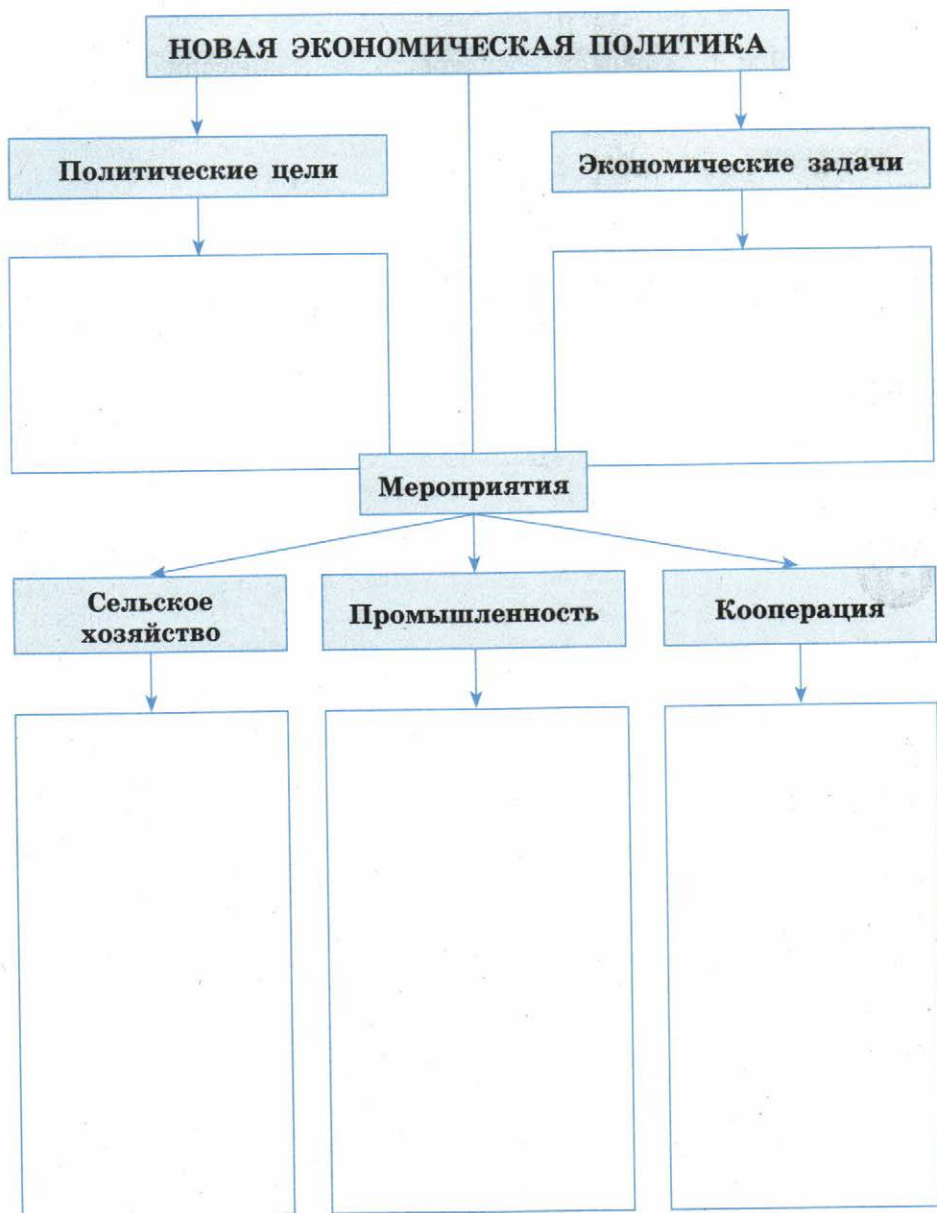 НОВАЯ ЭКОНОМИЧЕСКАЯ ПОЛИТИКА
Политические цели
Экономические задачи
Мероприятия
Сельское
хозяйство
Промышленность
Кооперация